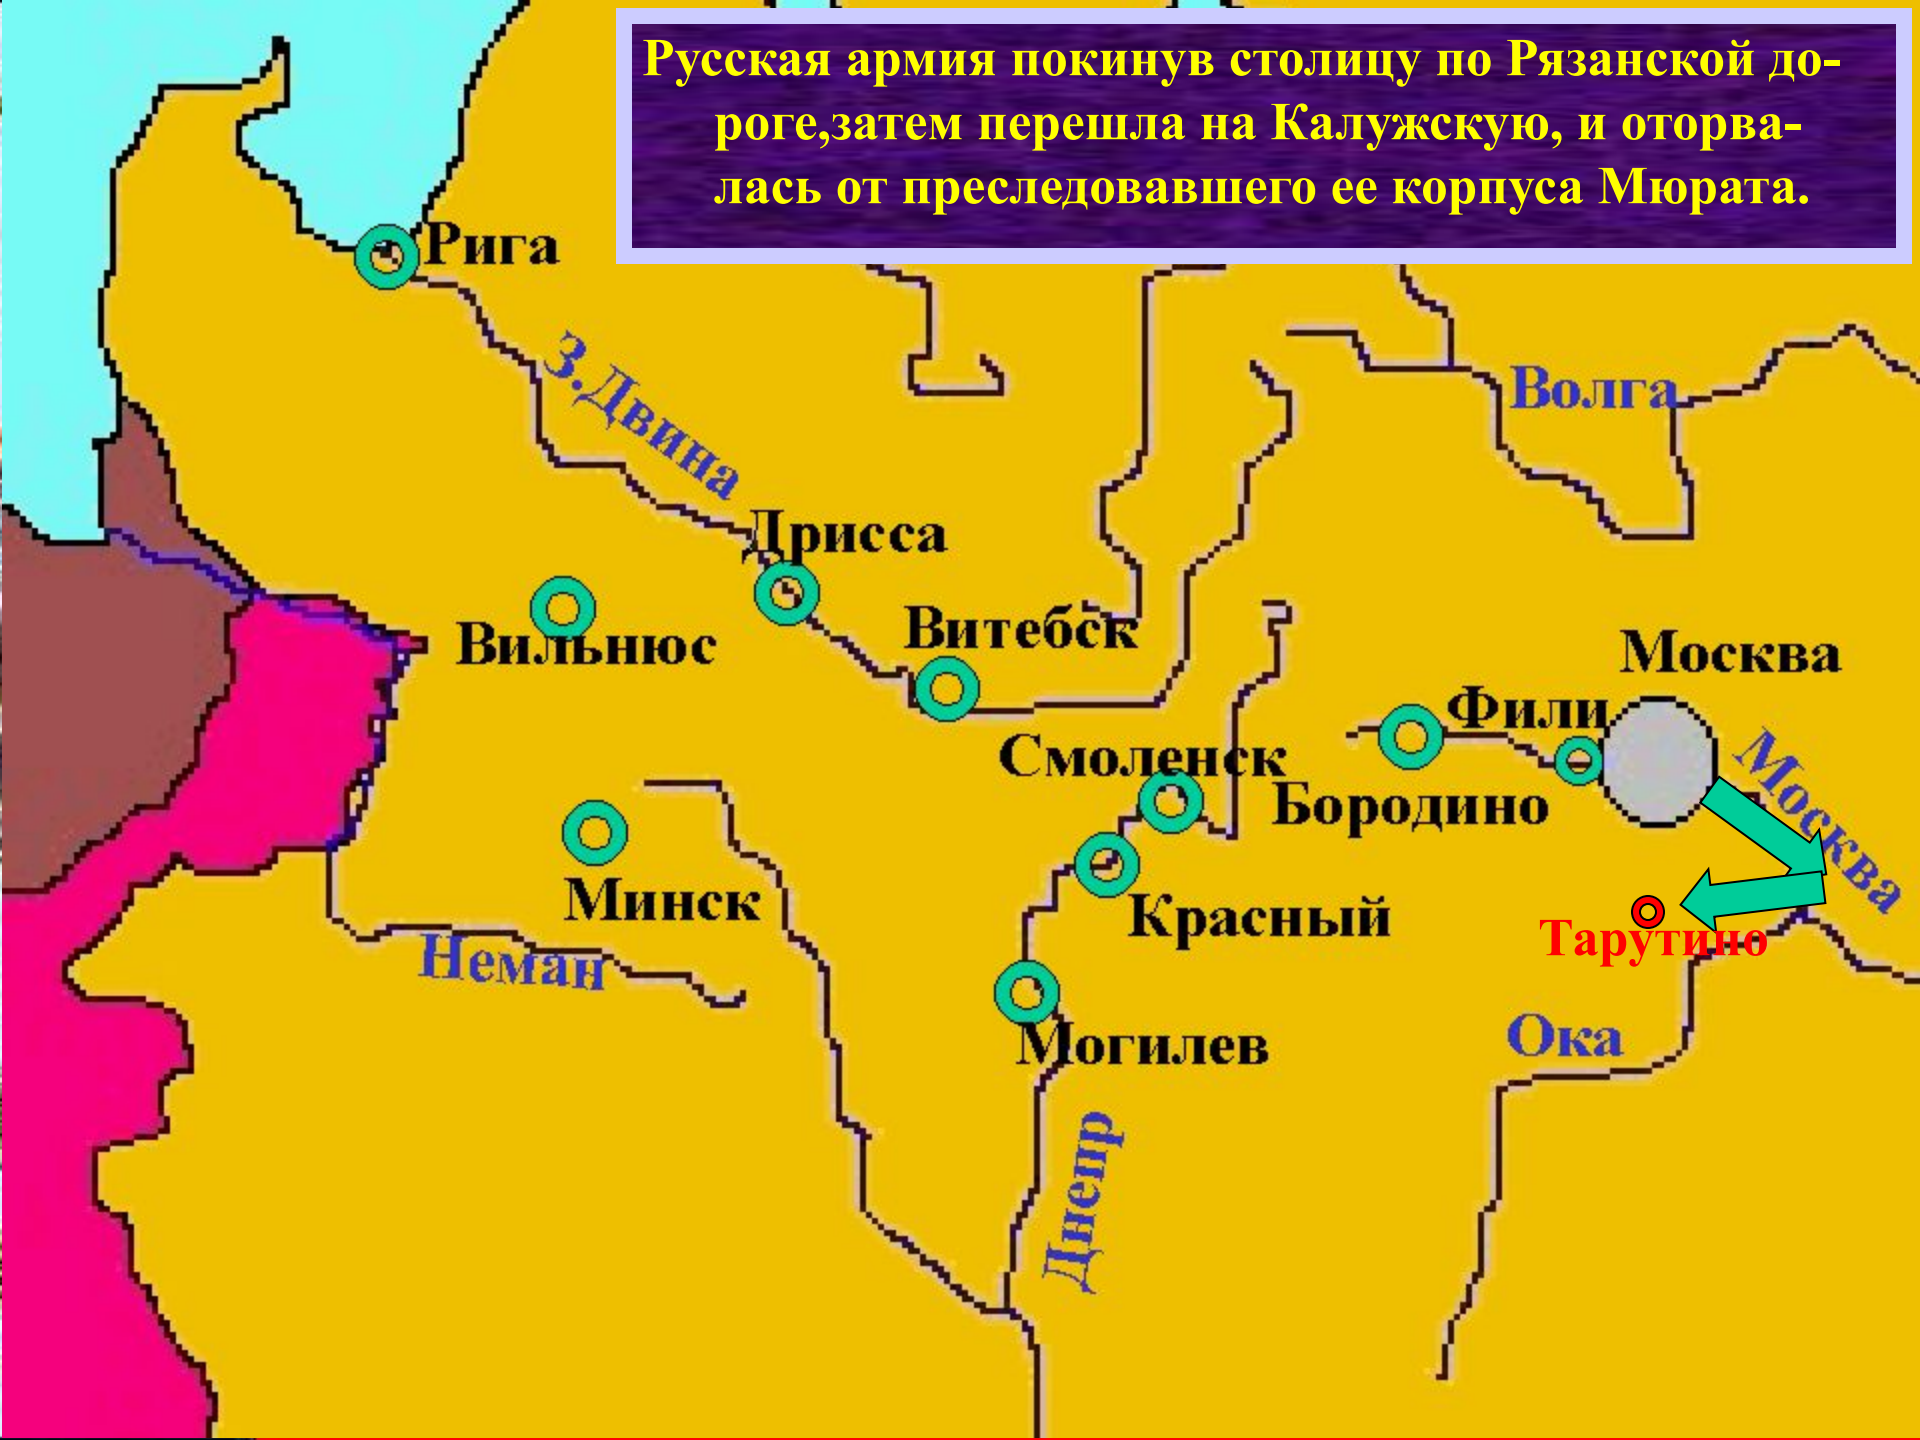 Русская армия покинув столицу по Рязанской до-
роге,затем перешла на Калужскую, и оторва-
лась от преследовавшего ее корпуса Мюрата.
Рига
З.Двина
Волга
Дрисса
Вильнюс
Витебск
Москва
Фили
Смоленск
Бородино
Москва
Минск
Красный
Тарутино
Неман
Могилев
Ока
Днепр